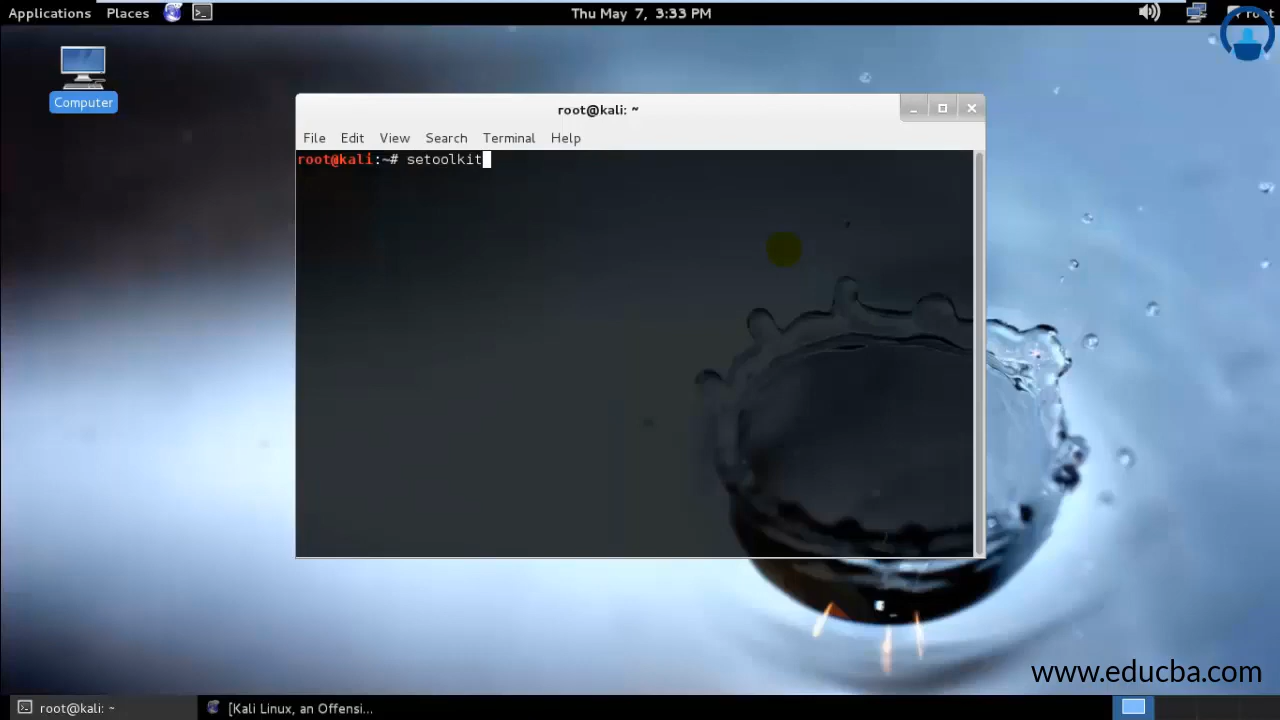 Applications Places Thu May 7, 3:33 PM root
Computer
root@kali: ~
File Edit View Search Terminal Help
root@kali:~# setoolkit
www.educba.com
root@kali: ~ [Kali Linux, an Offensi...